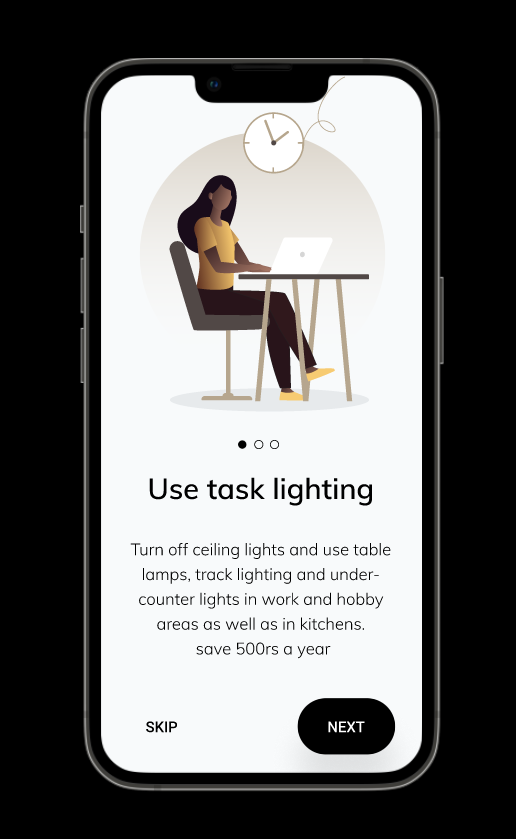 Use task lighting
Turn off ceiling lights and use table
lamps, track lighting and under-
counter lights in work and hobby
areas as well as in kitchens.
save 500rs a year
SKIP
NEXT